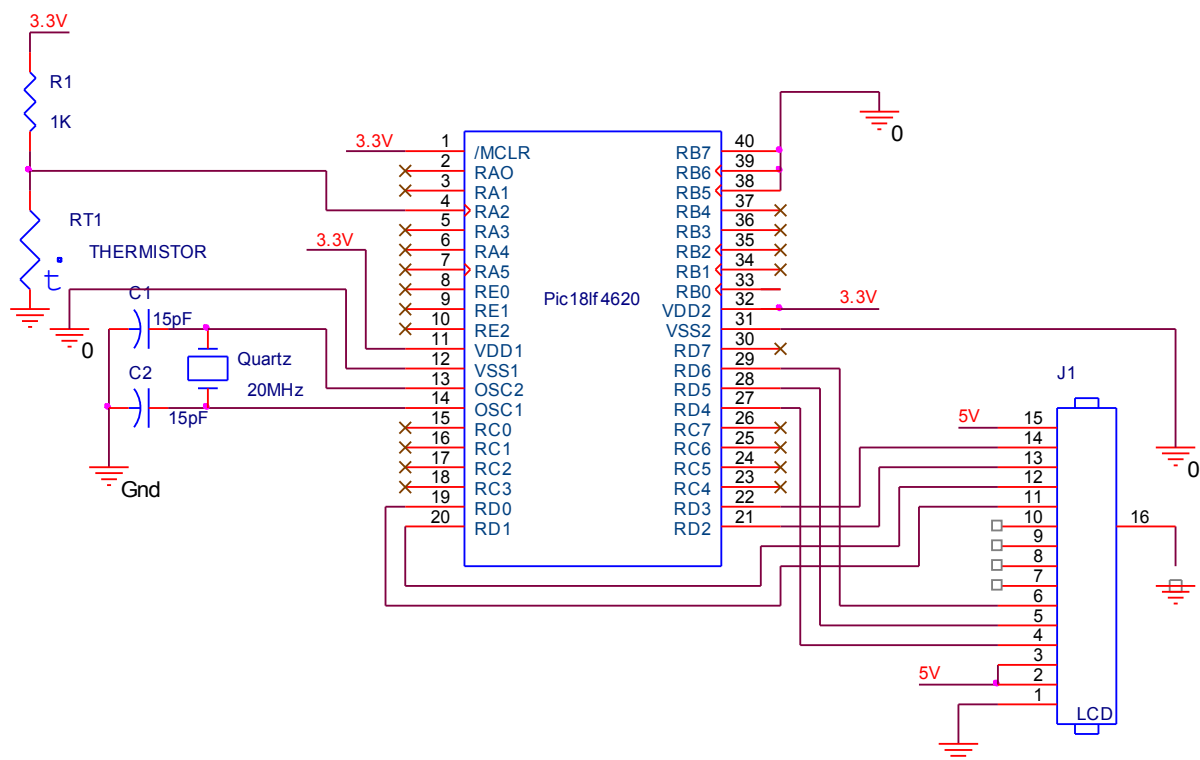 3.3V
R1
1K
RT1
THERMISTOR
t
3.3V
3.3V
0
C1
15pF
C2
15pF
Quartz
20MHz
Gnd
1 /MCLR
2 RAO
3 RA1
4 RA2
5 RA3
6 RA4
7 RA5
8 RE0
9 RE1
10 RE2
11 VDD1
12 VSS1
13 OSC2
14 OSC1
15 RC0
16 RC1
17 RC2
18 RC3
19 RD0
20 RD1
Pic18lf4620
RB7 40
RB6 39
RB5 38
RB4 37
RB3 36
RB2 35
RB1 34
RB0 33
VDD2 32
VSS2 31
RD7 30
RD6 29
RD5 28
RD4 27
RC7 26
RC6 25
RC5 24
RC4 23
RD3 22
RD2 21
0
3.3V
0
J1
5V
15
14
13
12
11
10
9
8
7
6
5
4
3
2
1
16
5V
LCD